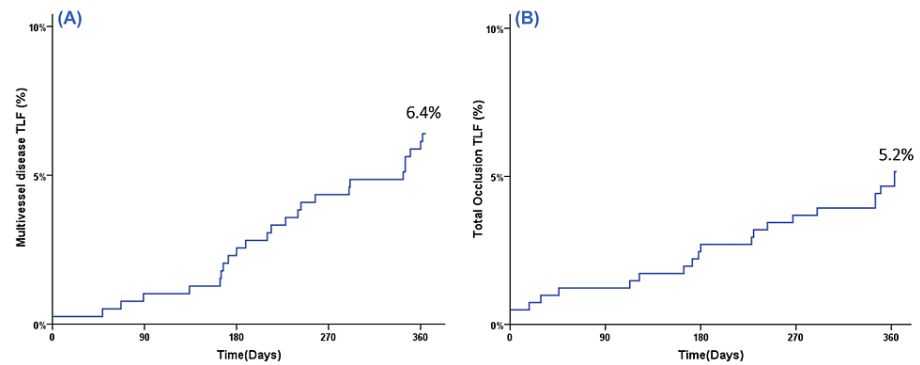 (A)
Multivessel disease TLF (%)
10%
5%
0%
6.4%
0 90 180 270 360
Time(Days)
(B)
Total Occlusion TLF (%)
10%
5%
0%
5.2%
0 90 180 270 360
Time(Days)